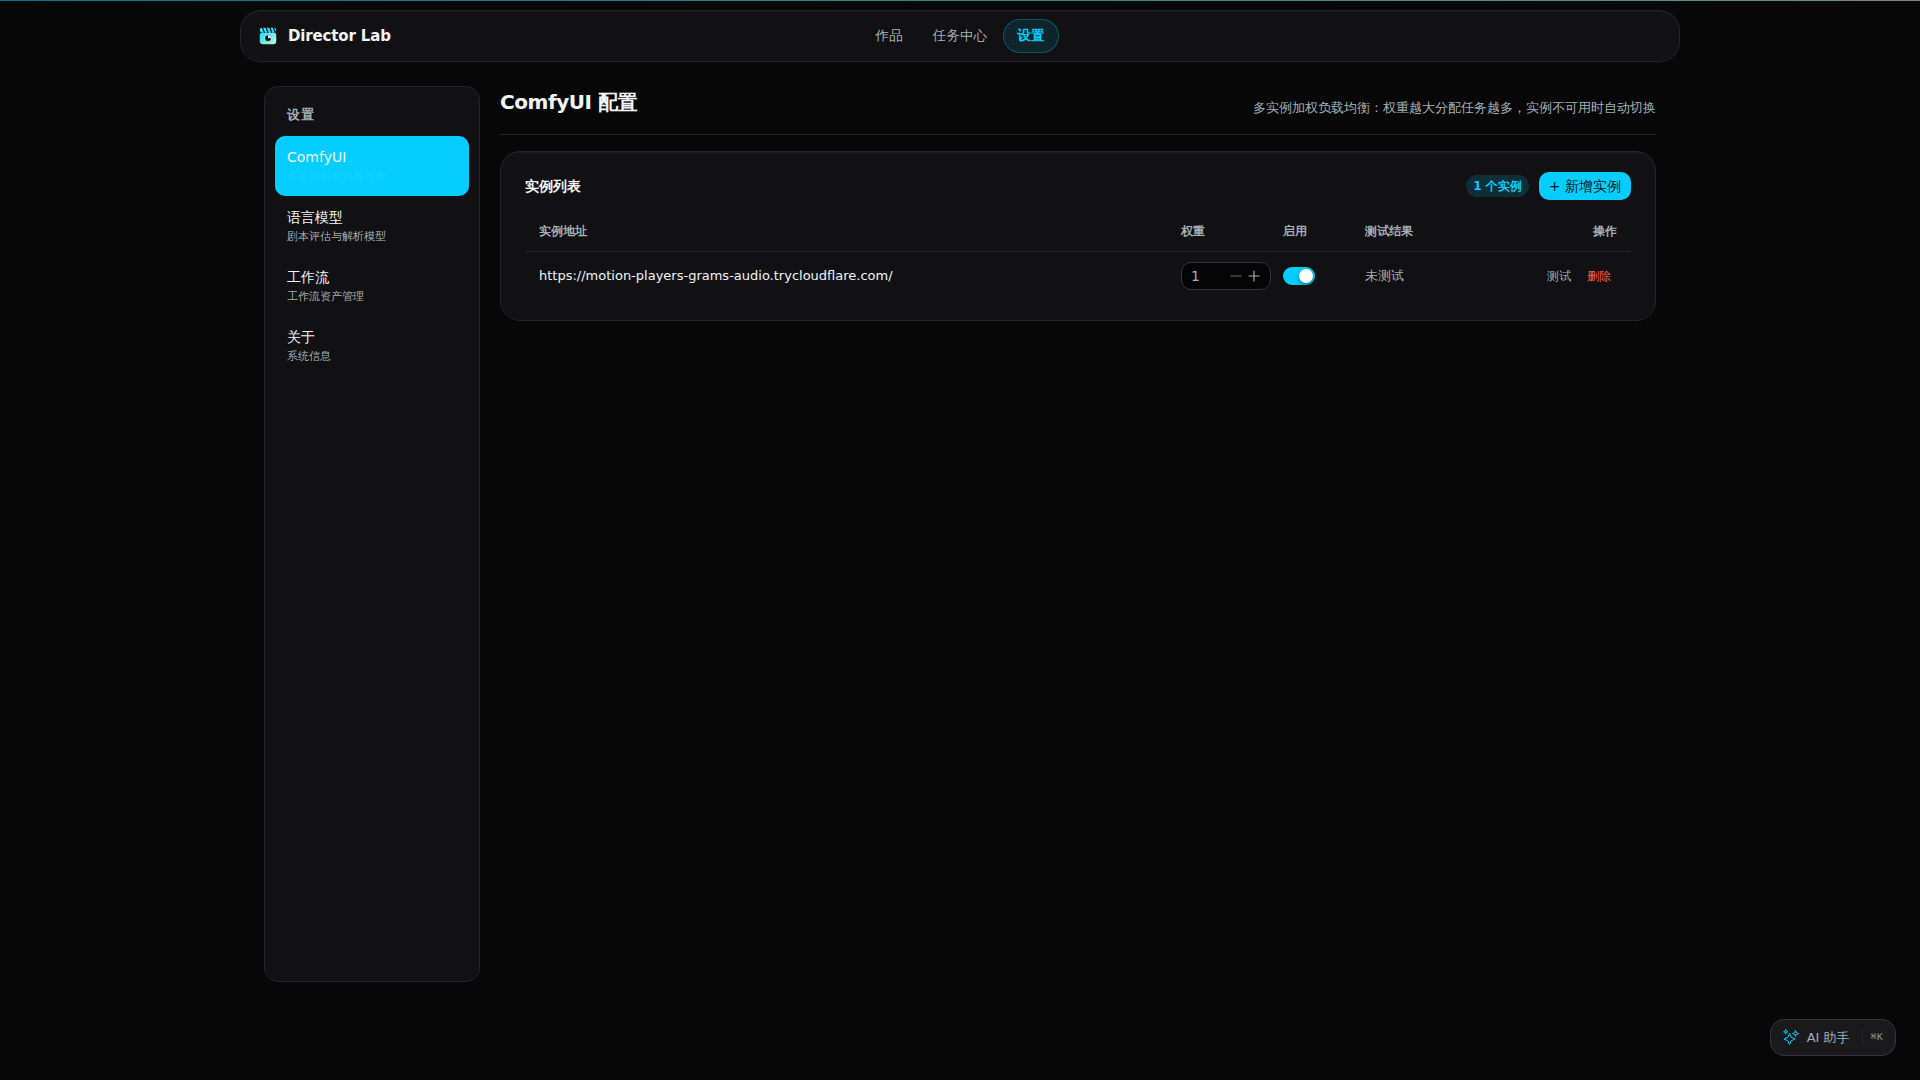 Director Lab
作品 任务中心 设置
设置
ComfyUI
语言模型
剧本评估与解析模型
工作流
工作流资产管理
关于
系统信息
ComfyUI 配置
多实例加权负载均衡：权重越大分配任务越多，实例不可用时自动切换
实例列表
1 个实例
+ 新增实例
实例地址 权重 启用 测试结果 操作
https://motion-players-grams-audio.trycloudflare.com/ 1 未测试 测试 删除
AI 助手 ⌘K